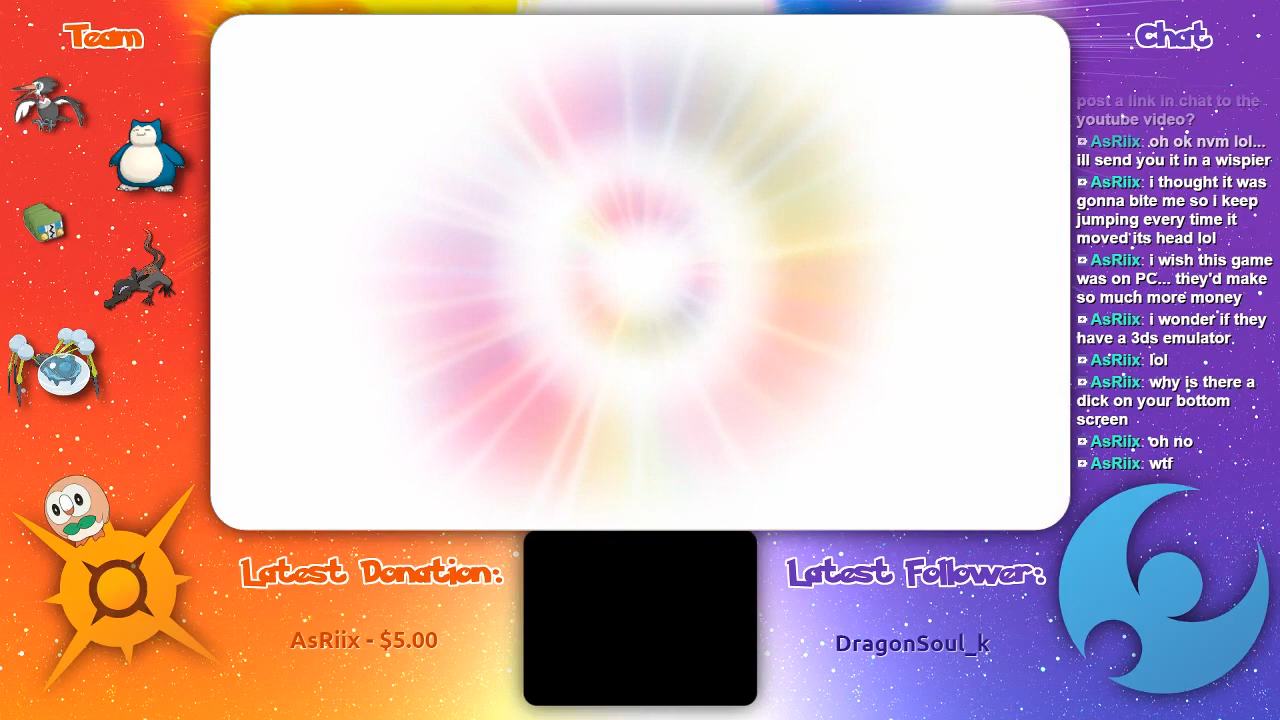 Team
Chat
post a link in chat to the
youtube video?
AsRiix: oh ok nvm lol...
ill send you it in a wispier
AsRiix: i thought it was
gonna bite me so i keep
jumping every time it
moved its head lol
AsRiix: i wish this game
was on PC... they'd make
so much more money
AsRiix: i wonder if they
have a 3ds emulator
AsRiix: lol
AsRiix: why is there a
dick on your bottom
screen
AsRiix: oh no
AsRiix: wtf
Latest Donation:
AsRiix - $5.00
Latest Follower:
DragonSoul_k